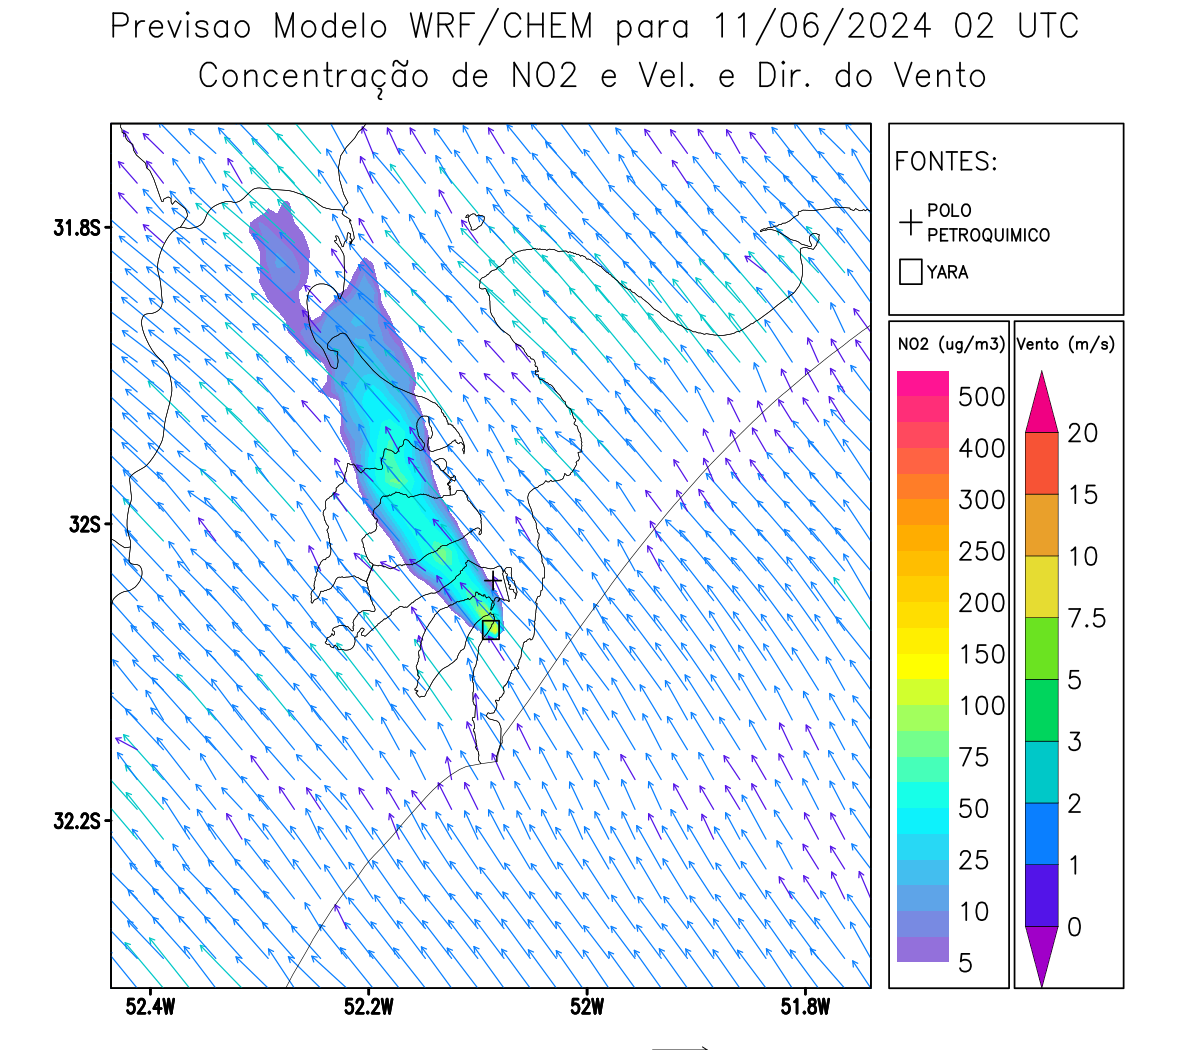 Previsao Modelo WRF/CHEM para 11/06/2024 02 UTC
Concentração de NO2 e Vel. e Dir. do Vento
FONTES:
POLO
PETROQUIMICO
YARA
31.8S
32S
32.2S
52.4W
52.2W
52W
51.8W
NO2 (ug/m3)
500
400
300
250
200
150
100
75
50
25
10
5
Vento (m/s)
20
15
10
7.5
5
3
2
1
0